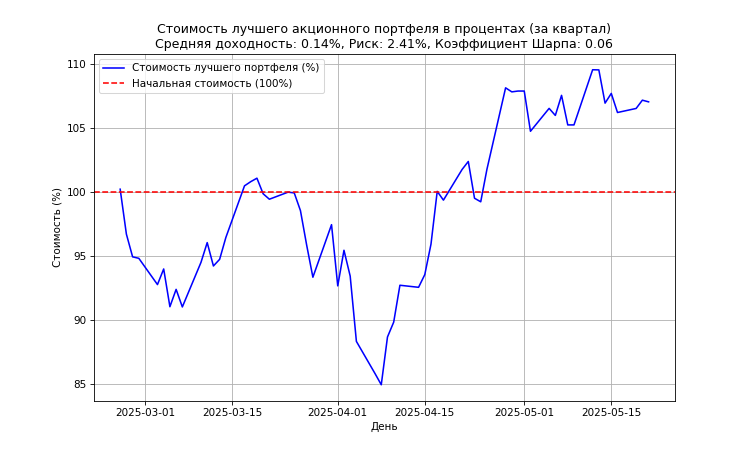 Стоимость лучшего акционного портфеля в процентах (за квартал)
Средняя доходность: 0.14%, Риск: 2.41%, Коэффициент Шарпа: 0.06
Стоимость лучшего портфеля (%)
Начальная стоимость (100%)
Стоимость (%)
110
105
100
95
90
85
2025-03-01 2025-03-15 2025-04-01 2025-04-15 2025-05-01 2025-05-15
День